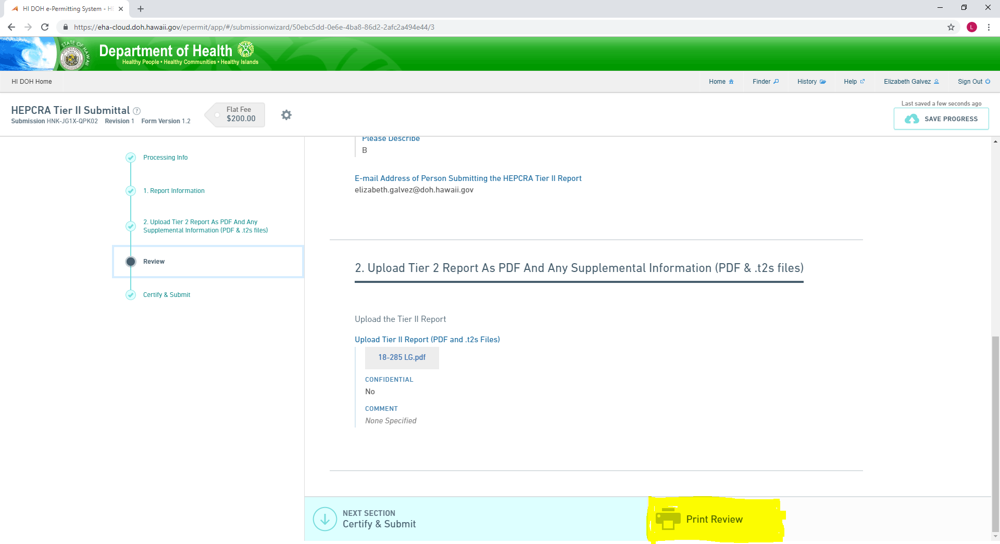 HI DOH e-Permitting System - HE
https://eha-cloud.doh.hawaii.gov/epermit/app/#/submissionwizard/50ebc5dd-0e6e-4ba8-86d2-2afc2a494e44/3
L
STATE OF HAWAII
Department of Health
Healthy People • Healthy Communities • Healthy Islands
HI DOH Home
Home
Finder
History
Help
Elizabeth Galvez
Sign Out
HEPCRA Tier II Submittal ?
Submission HNK-JG1X-QPK02 Revision 1 Form Version 1.2
Flat Fee
$200.00
Last saved a few seconds ago
SAVE PROGRESS
Processing Info
1. Report Information
2. Upload Tier 2 Report As PDF And Any
Supplemental Information (PDF & .t2s files)
Review
Certify & Submit
Please Describe
B
E-mail Address of Person Submitting the HEPCRA Tier II Report
elizabeth.galvez@doh.hawaii.gov
2. Upload Tier 2 Report As PDF And Any Supplemental Information (PDF & .t2s files)
Upload the Tier II Report
Upload Tier II Report (PDF and .t2s Files)
18-285 LG.pdf
CONFIDENTIAL
No
COMMENT
None Specified
NEXT SECTION
Certify & Submit
Print Review